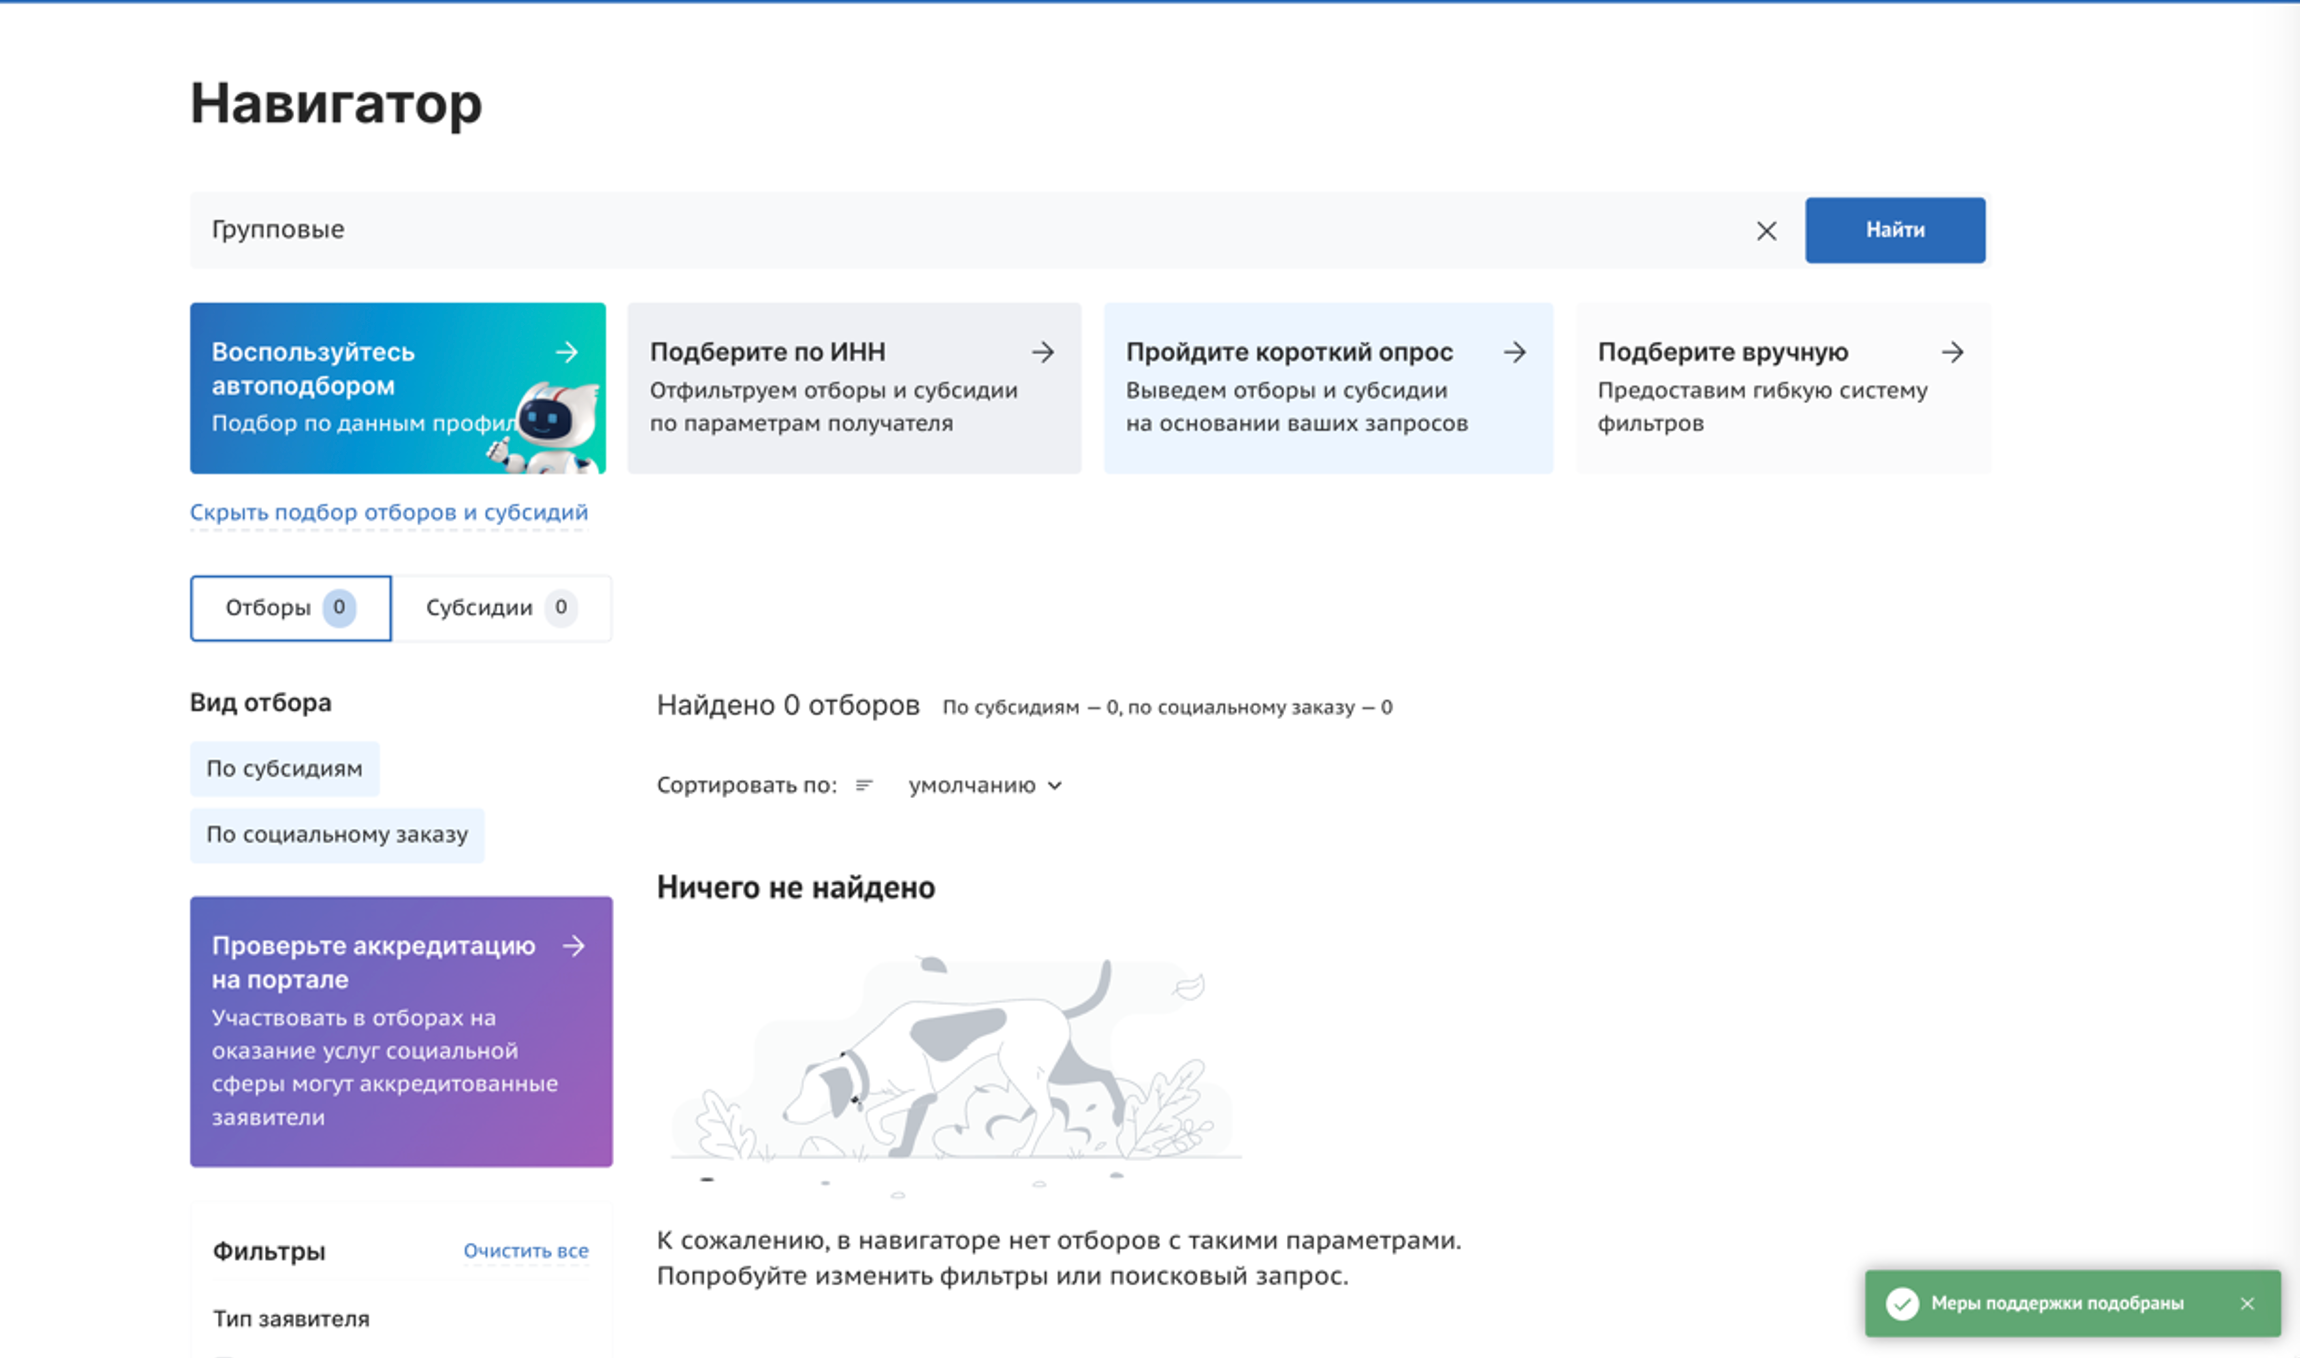 Навигатор
Групповые
Найти
Воспользуйтесь
автоподбором
Подбор по данным
Подберите по ИНН
Отфильтруем отборы и субсидии
по параметрам получателя
Пройдите короткий опрос
Выведем отборы и субсидии
на основании ваших запросов
Подберите вручную
Предоставим гибкую систему
фильтров
Скрыть подбор отборов и субсидий
Отборы 0
Субсидии 0
Вид отбора
По субсидиям
По социальному заказу
Найдено 0 отборов По субсидиям – 0, по социальному заказу – 0
Сортировать по: умолчанию
Ничего не найдено
Проверьте аккредитацию
на портале
Участвовать в отборах на
оказание услуг социальной
сферы могут аккредитованные
заявители
К сожалению, в навигаторе нет отборов с такими параметрами.
Попробуйте изменить фильтры или поисковый запрос.
Фильтры Очистить все
Тип заявителя
Меры поддержки подобраны